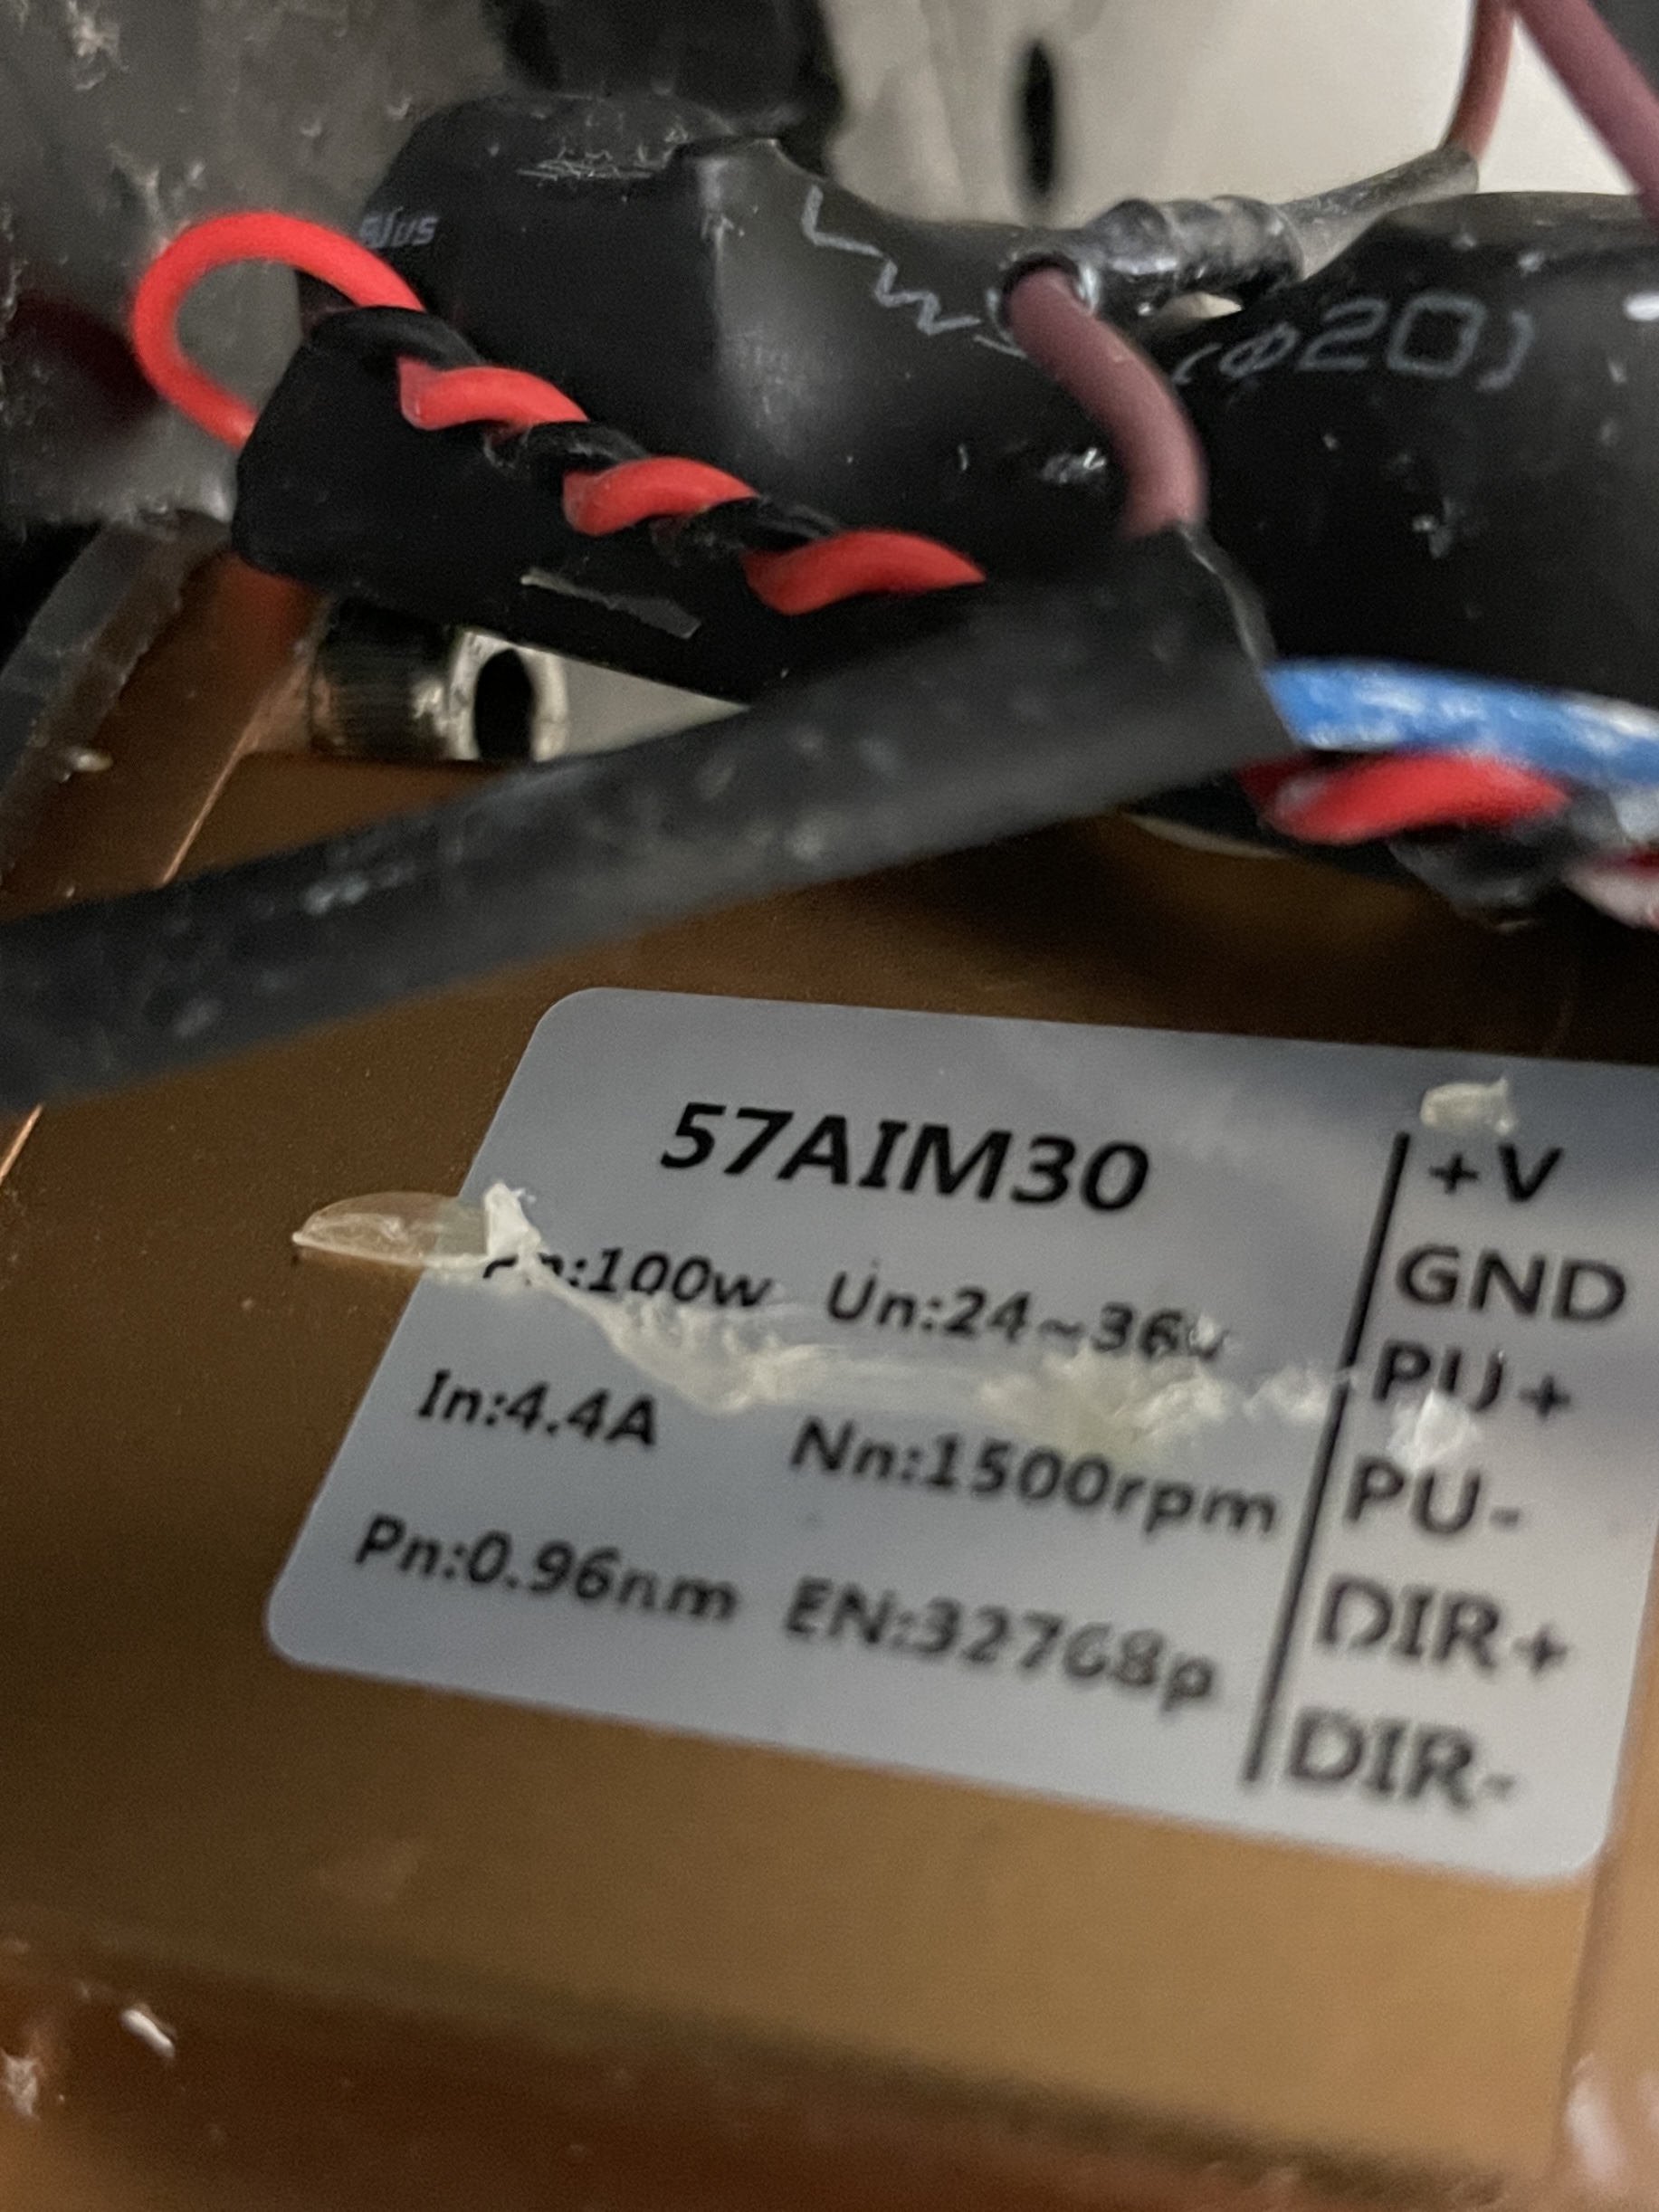 (Φ20)
57AIM30
:100w Un:24~36v
In:4.4A Nn:1500rpm
Pn:0.96nm EN:32768p
+V
GND
PU+
PU-
DIR+
DIR-